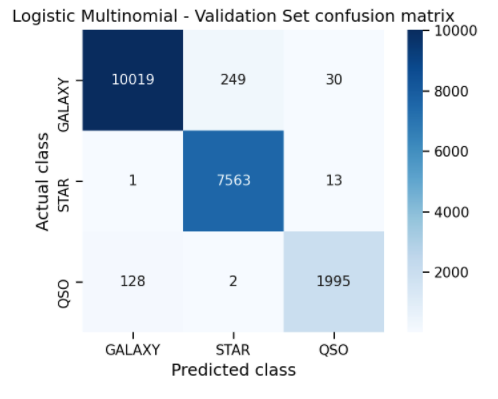 Logistic Multinomial - Validation Set confusion matrix
10000
GALAXY 10019 249 30
8000
6000
Actual class
STAR 1 7563 13
4000
QSO 128 2 1995
2000
GALAXY STAR QSO
Predicted class